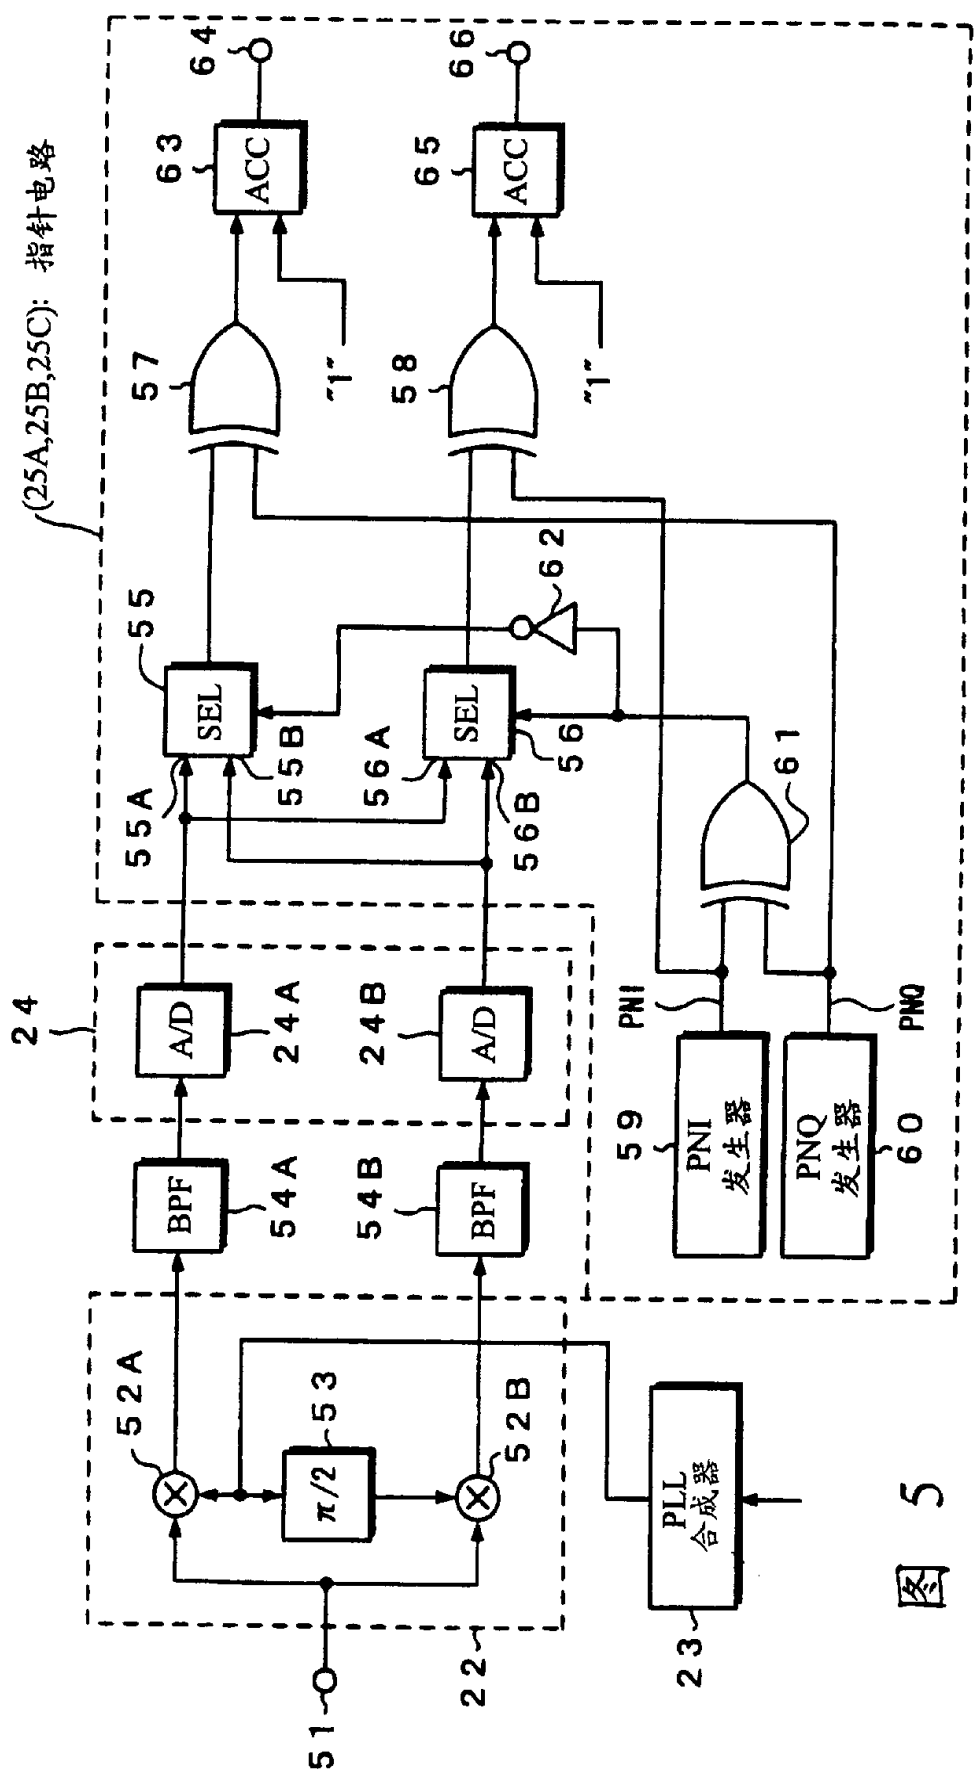 (25A,25B,25C): 指针电路
24
51
22
52A
52B
53
π/2
23
PLL
合成器
54A
BPF
54B
BPF
24A
A/D
24B
A/D
55A
55B
55
SEL
56A
56B
56
SEL
57
58
59
PNI
发生器
60
PNQ
发生器
PNI
PNQ
61
62
"1"
"1"
63
ACC
64
65
ACC
66
图 5